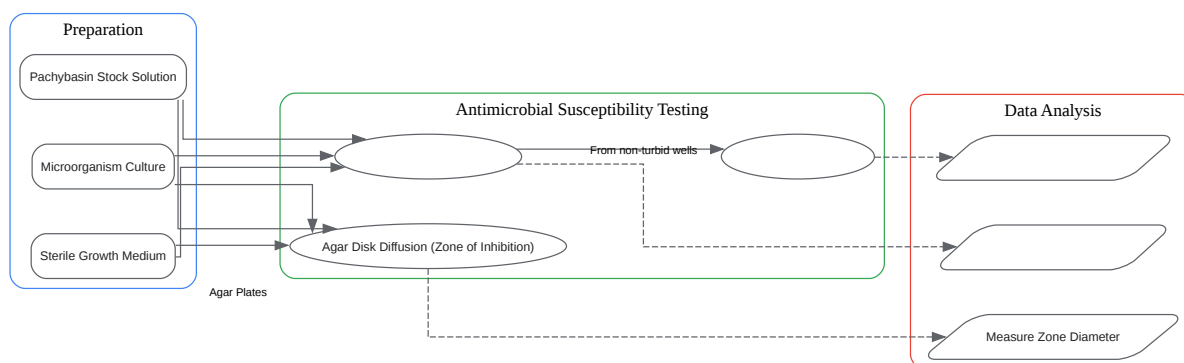 Preparation
Pachybasin Stock Solution
Microorganism Culture
Sterile Growth Medium
Agar Plates
Antimicrobial Susceptibility Testing
From non-turbid wells
Agar Disk Diffusion (Zone of Inhibition)
Data Analysis
Measure Zone Diameter